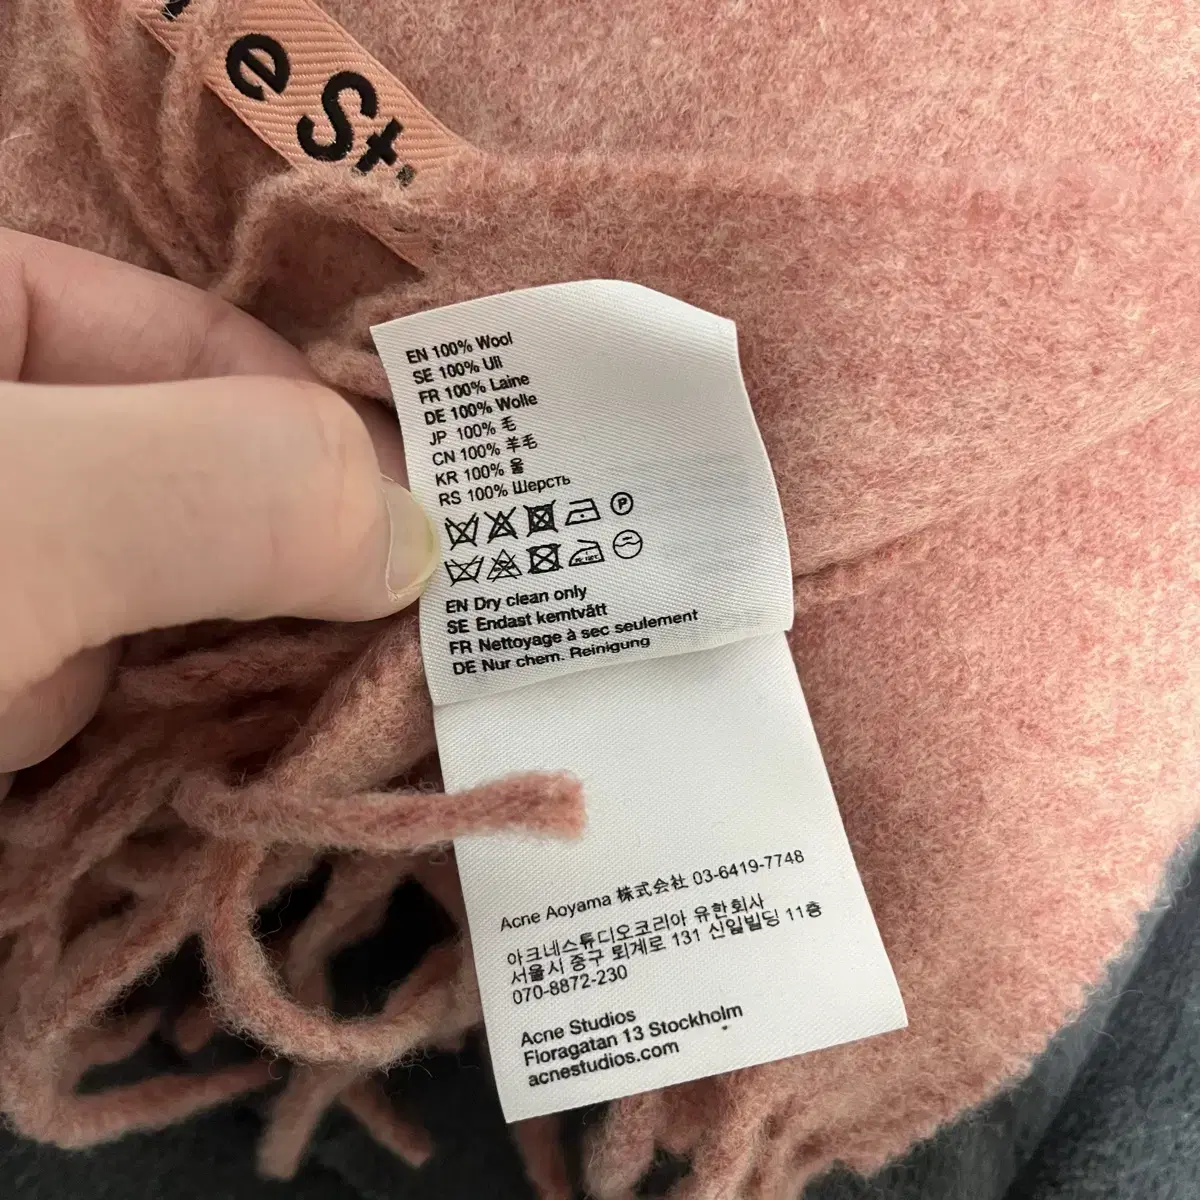 e St
EN 100% Wool
SE 100% Ull
FR 100% Laine
DE 100% Wolle
JP 100% 毛
CN 100% 羊毛
KR 100% 울
RS 100% Шерсть
P
EN Dry clean only
SE Endast kemtvätt
FR Nettoyage à sec seulement
DE Nur chem. Reinigung
Acne Aoyama 株式会社 03-6419-7748
아크네스튜디오코리아 유한회사
서울시 중구 퇴계로 131 신일빌딩 11층
070-8872-230
Acne Studios
Floragatan 13 Stockholm
acnestudios.com